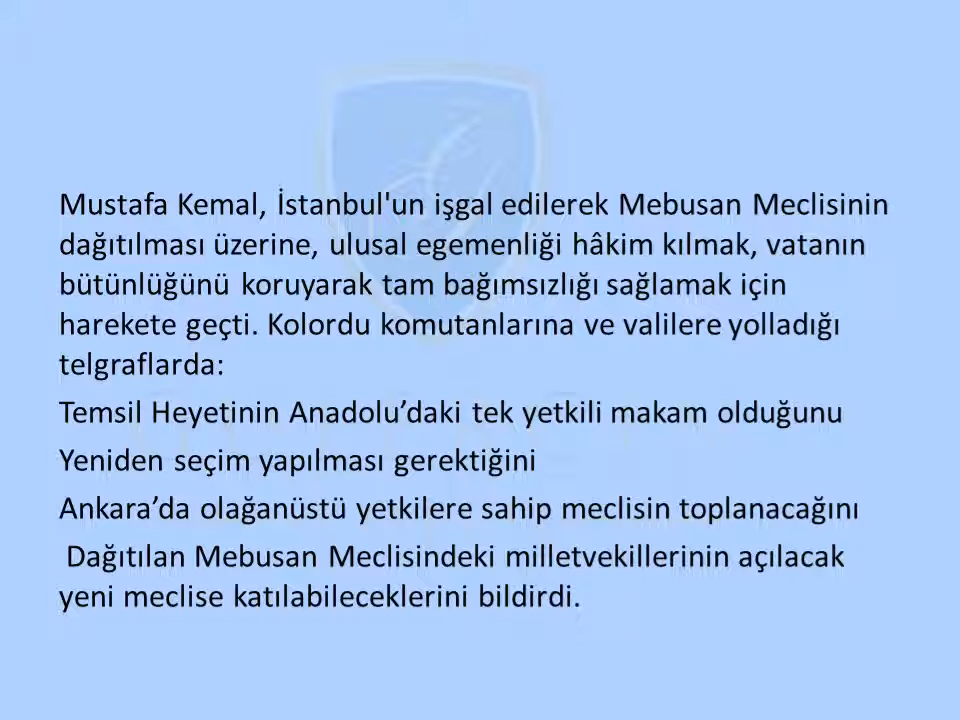 Mustafa Kemal, İstanbul'un işgal edilerek Mebusan Meclisinin
dağıtılması üzerine, ulusal egemenliği hâkim kılmak, vatanın
bütünlüğünü koruyarak tam bağımsızlığı sağlamak için
harekete geçti. Kolordu komutanlarına ve valilere yolladığı
telgraflarda:
Temsil Heyetinin Anadolu’daki tek yetkili makam olduğunu
Yeniden seçim yapılması gerektiğini
Ankara’da olağanüstü yetkilere sahip meclisin toplanacağını
Dağıtılan Mebusan Meclisindeki milletvekillerinin açılacak
yeni meclise katılabileceklerini bildirdi.